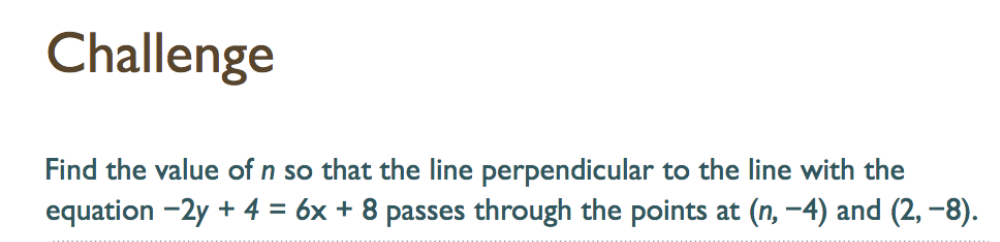 Challenge
Find the value of n so that the line perpendicular to the line with the
equation −2y + 4 = 6x + 8 passes through the points at (n, −4) and (2, −8).